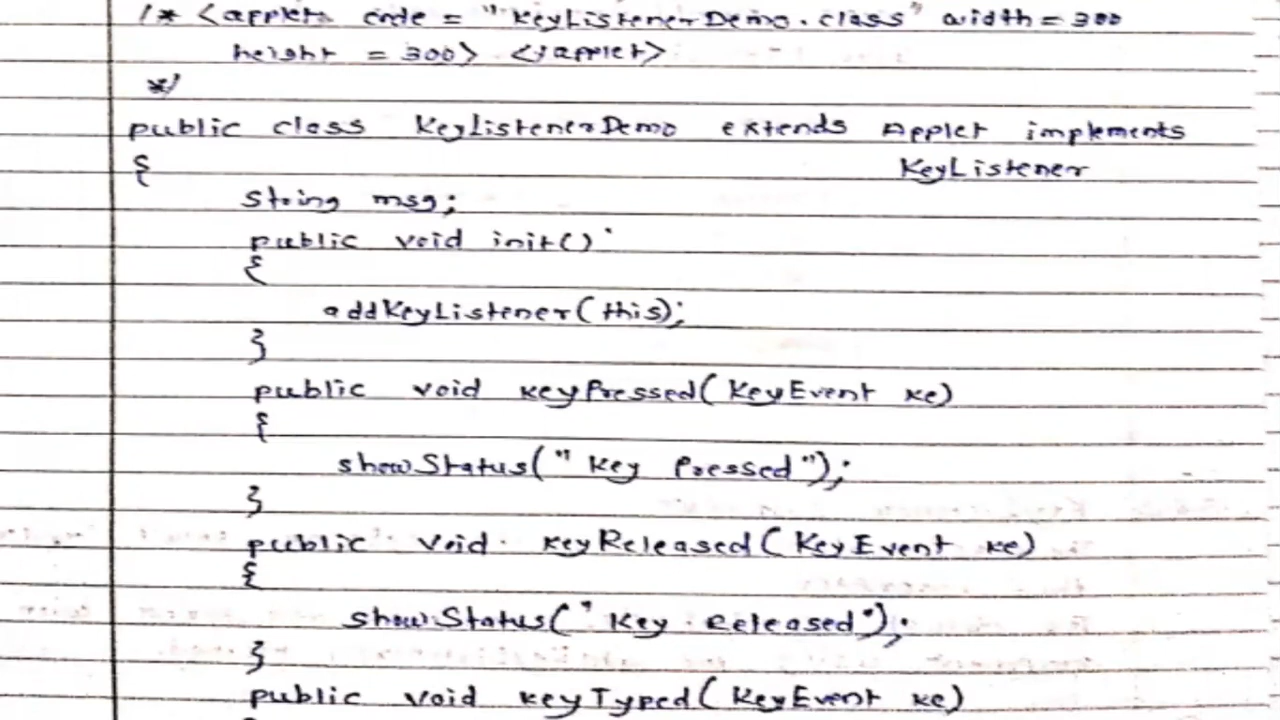 /* <applet code = "KeyListenerDemo.class" width = 300
height = 300> </applet>
*/
public class KeyListenerDemo extends Applet implements
{ KeyListener
String msg;
public void init()
{
addKeyListener(this);
}
public void keyPressed(KeyEvent ke)
{
showStatus("Key Pressed");
}
public void keyReleased(KeyEvent ke)
{
showStatus("Key Released");
}
public void keyTyped(KeyEvent ke)